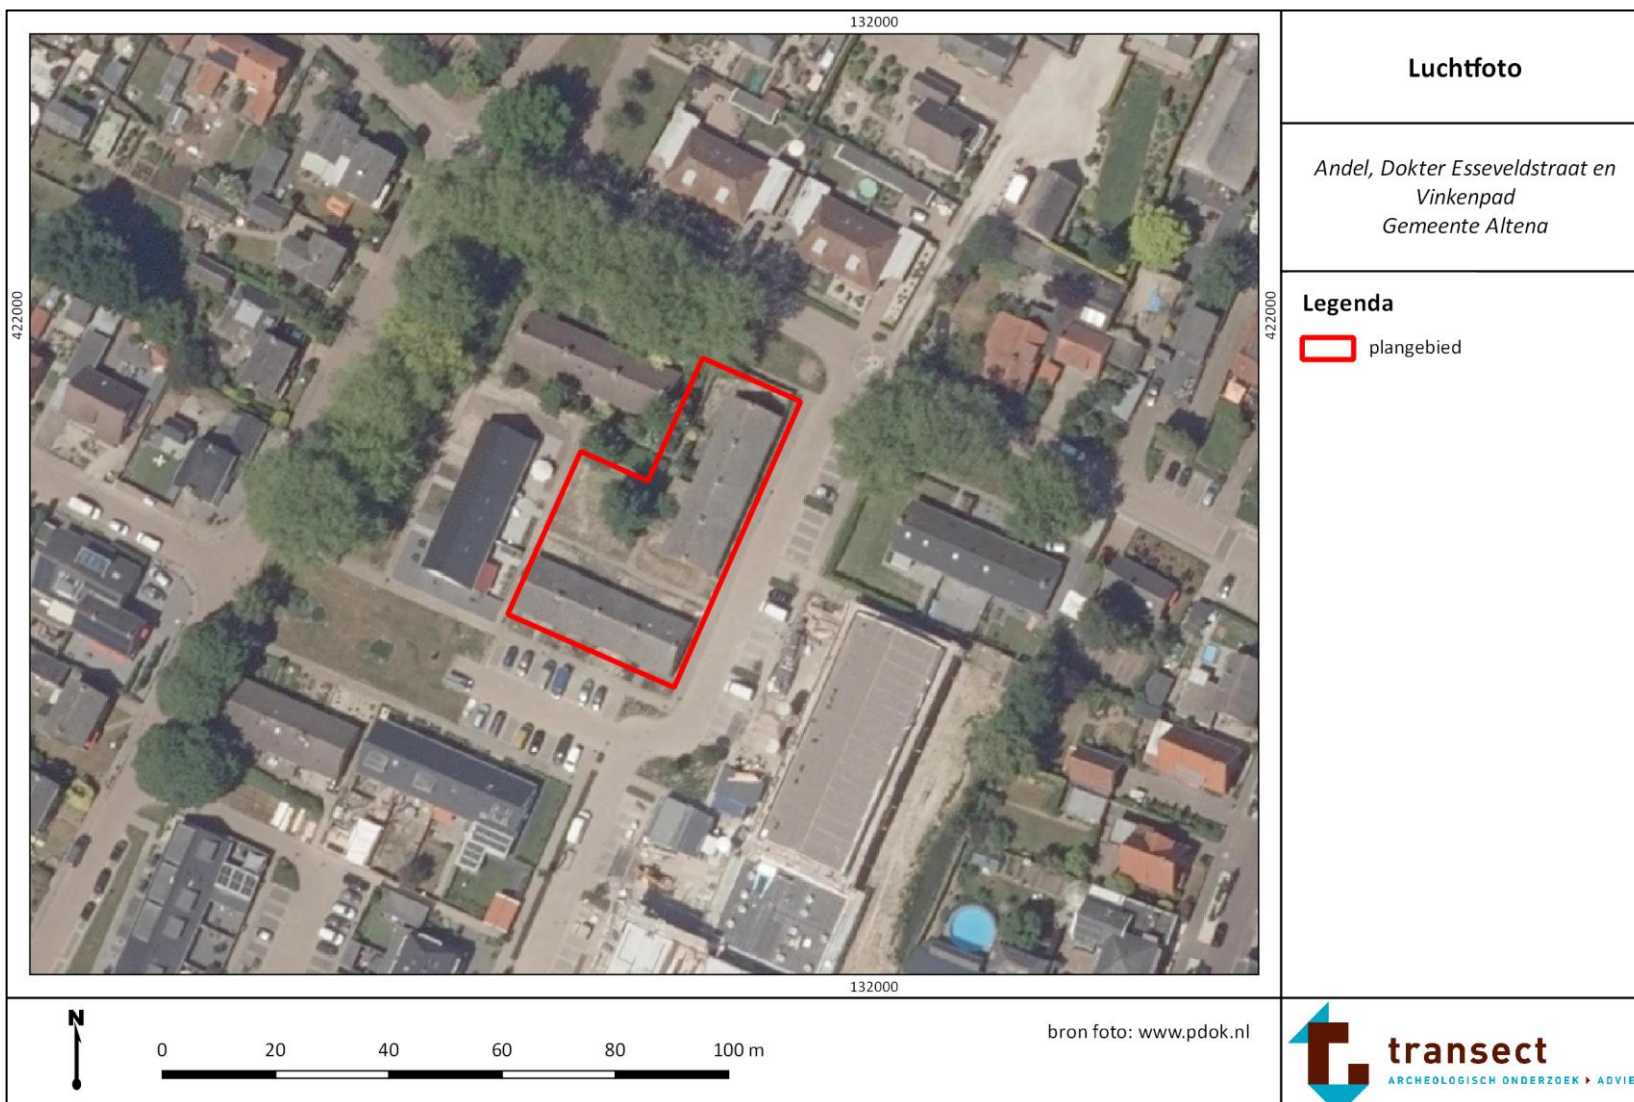 132000
Luchtfoto
Andel, Dokter Esseveldstraat en
Vinkenpad
Gemeente Altena
422000
422000
Legenda
plangebied
132000
N
0 20 40 60 80 100 m
bron foto: www.pdok.nl
transect
ARCHEOLOGISCH ONDERZOEK ADVIE